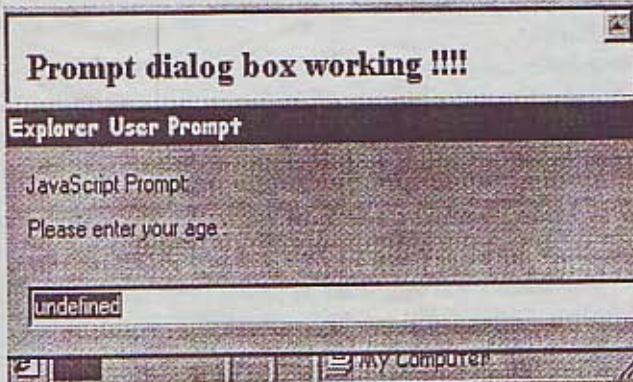 Prompt dialog box working !!!!
Explorer User Prompt
JavaScript Prompt:
Please enter your age :
undefined
My Computer